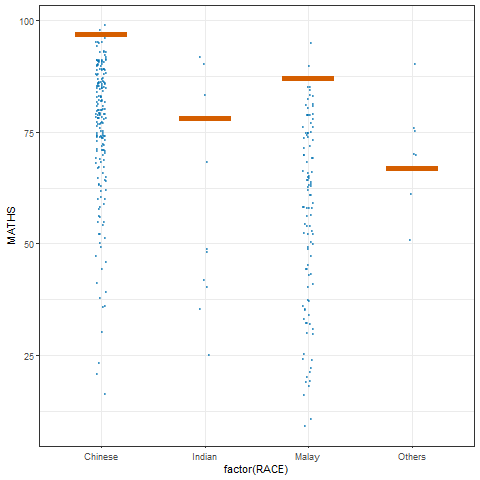 100
75
50
25
MATHS
Chinese
Indian
Malay
Others
factor(RACE)